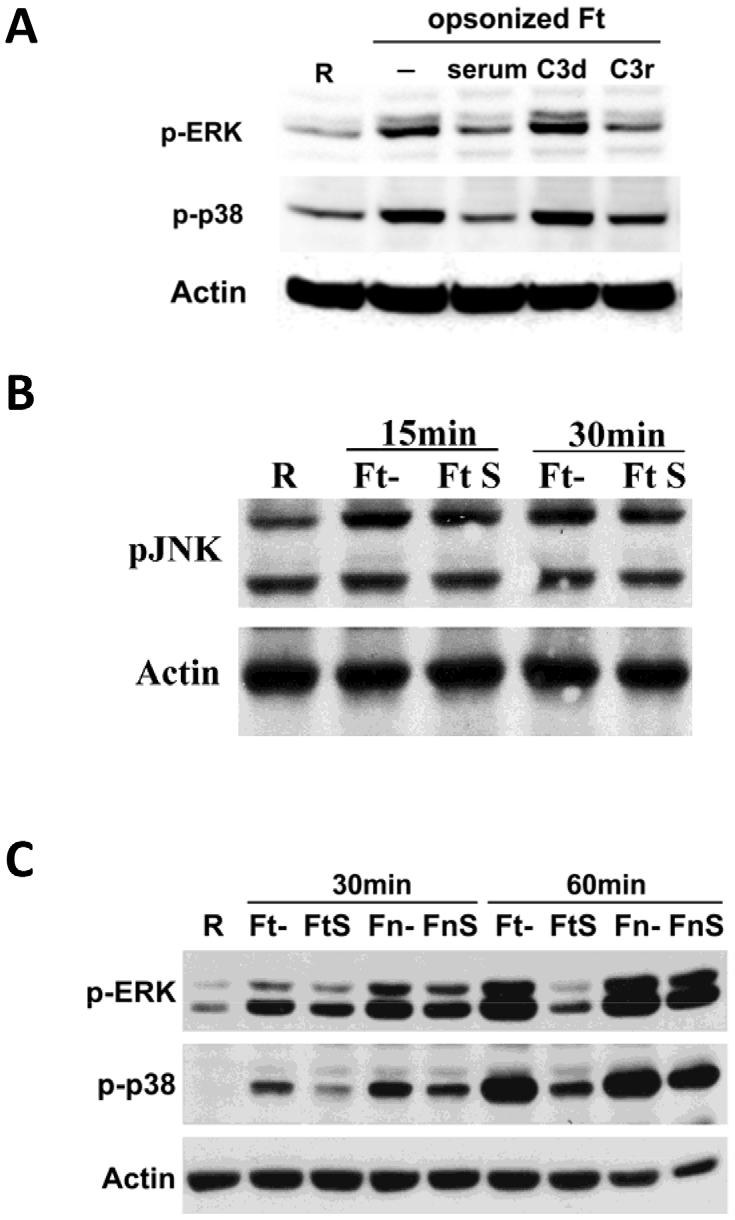 A
opsonized Ft
R – serum C3d C3r
p-ERK
p-p38
Actin
B
15min 30min
R Ft- Ft S Ft- Ft S
pJNK
Actin
C
30min 60min
R Ft- FtS Fn- FnS Ft- FtS Fn- FnS
p-ERK
p-p38
Actin